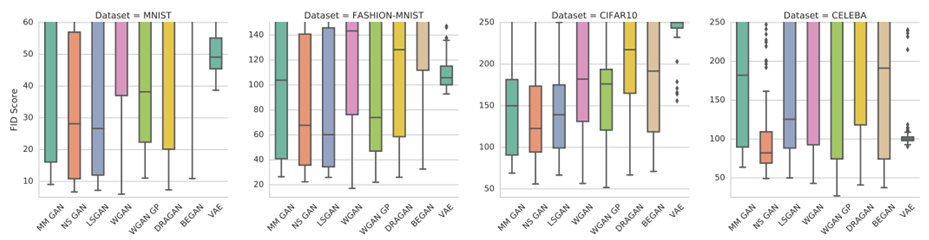 Dataset = MNIST
Dataset = FASHION-MNIST
Dataset = CIFAR10
Dataset = CELEBA
FID Score
60
50
40
30
20
10
140
120
100
80
60
40
20
250
200
150
100
50
250
200
150
100
50
MM GAN
NS GAN
LSGAN
WGAN
WGAN GP
DRAGAN
BEGAN
VAE
MM GAN
NS GAN
LSGAN
WGAN
WGAN GP
DRAGAN
BEGAN
VAE
MM GAN
NS GAN
LSGAN
WGAN
WGAN GP
DRAGAN
BEGAN
VAE
MM GAN
NS GAN
LSGAN
WGAN
WGAN GP
DRAGAN
BEGAN
VAE